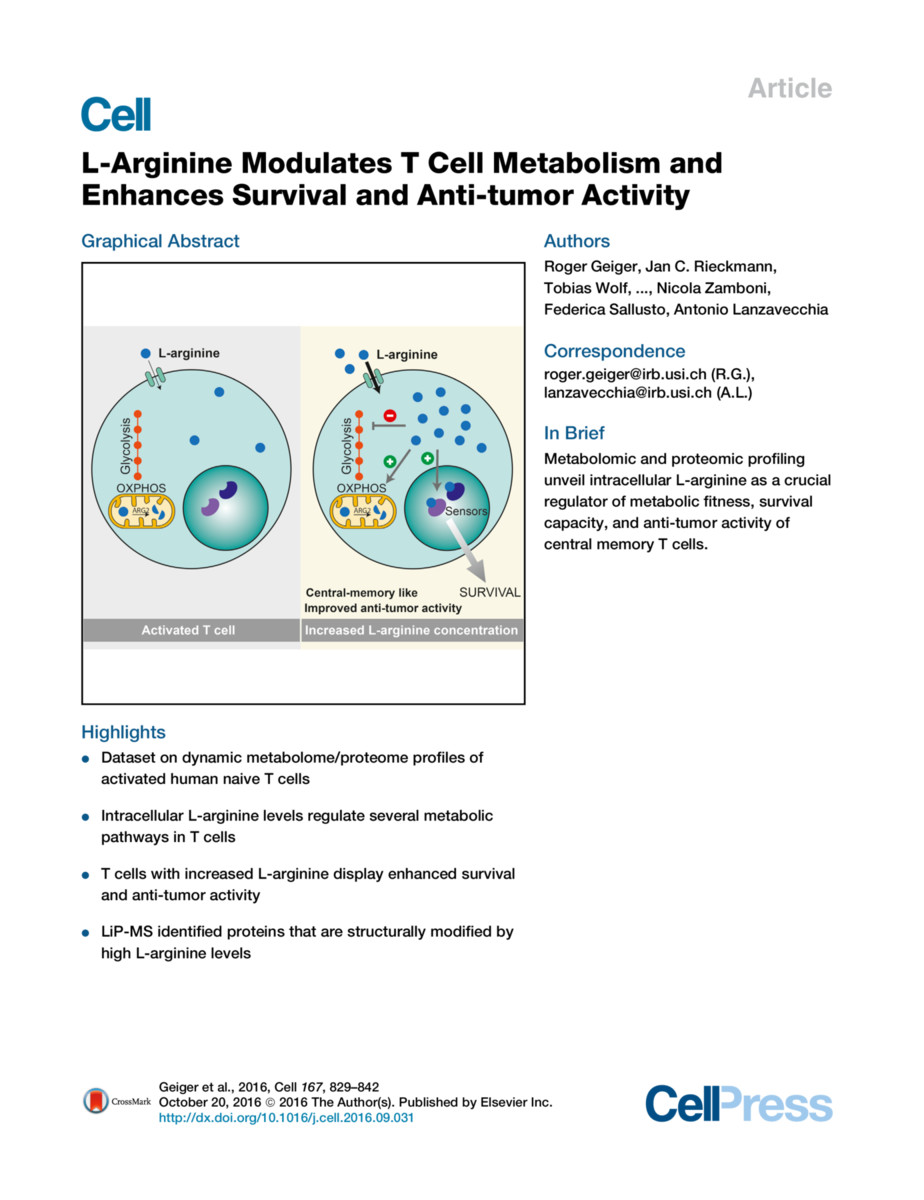 Article
Cell
L-Arginine Modulates T Cell Metabolism and
Enhances Survival and Anti-tumor Activity
Graphical Abstract
L-arginine
Glycolysis
OXPHOS
ARG2
Activated T cell
L-arginine
Glycolysis
OXPHOS
ARG2
Sensors
Central-memory like
SURVIVAL
Improved anti-tumor activity
Increased L-arginine concentration
Authors
Roger Geiger, Jan C. Rieckmann,
Tobias Wolf, ..., Nicola Zamboni,
Federica Sallusto, Antonio Lanzavecchia
Correspondence
roger.geiger@irb.usi.ch (R.G.),
lanzavecchia@irb.usi.ch (A.L.)
In Brief
Metabolomic and proteomic profiling
unveil intracellular L-arginine as a crucial
regulator of metabolic fitness, survival
capacity, and anti-tumor activity of
central memory T cells.
Highlights
● Dataset on dynamic metabolome/proteome profiles of
activated human naive T cells
● Intracellular L-arginine levels regulate several metabolic
pathways in T cells
● T cells with increased L-arginine display enhanced survival
and anti-tumor activity
● LiP-MS identified proteins that are structurally modified by
high L-arginine levels
CrossMark
Geiger et al., 2016, Cell 167, 829–842
October 20, 2016 © 2016 The Author(s). Published by Elsevier Inc.
http://dx.doi.org/10.1016/j.cell.2016.09.031
CellPress